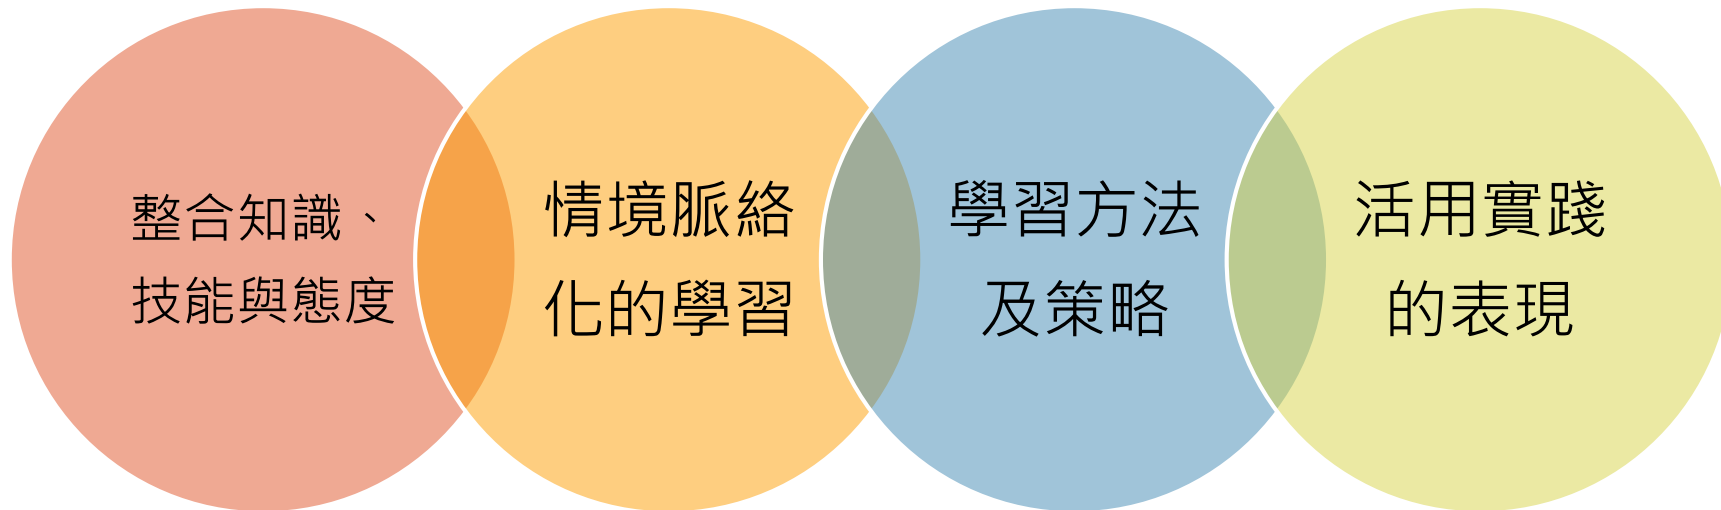 整合知識、
技能與態度
情境脈絡
化的學習
學習方法
及策略
活用實踐
的表現